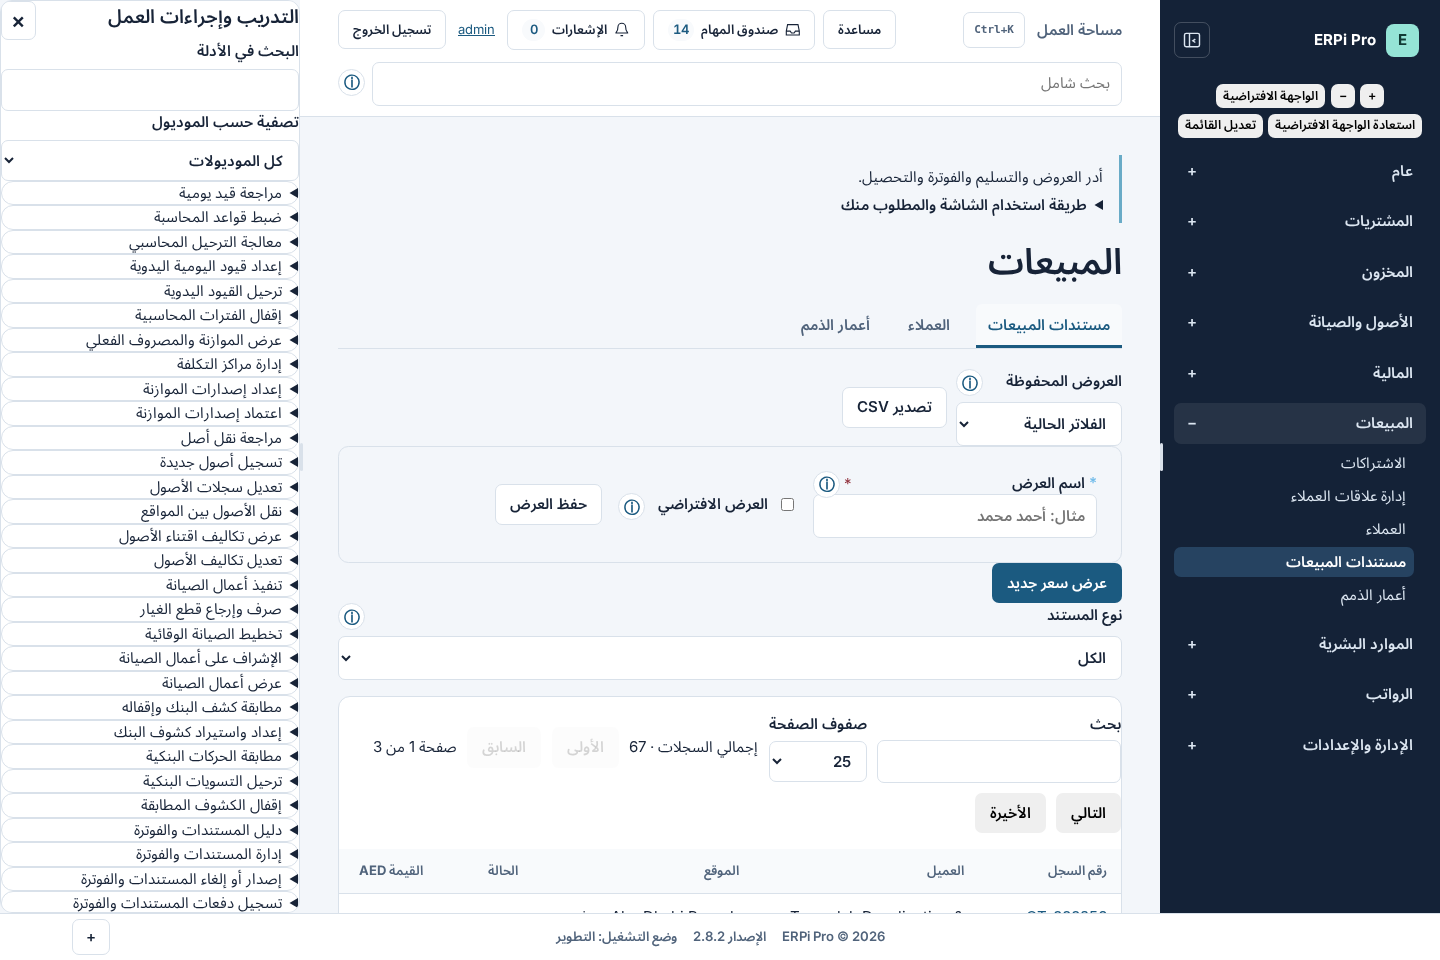 E
ERPi Pro
+
−
الواجهة الافتراضية
استعادة الواجهة الافتراضية
تعديل القائمة
عام
+
المشتريات
+
المخزون
+
الأصول والصيانة
+
المالية
+
المبيعات
−
الاشتراكات
إدارة علاقات العملاء
العملاء
مستندات المبيعات
أعمار الذمم
الموارد البشرية
+
الرواتب
+
الإدارة والإعدادات
+
مساحة العمل
Ctrl+K
مساعدة
صندوق المهام 14
الإشعارات 0
admin
تسجيل الخروج
بحث شامل
أدر العروض والتسليم والفوترة والتحصيل.
طريقة استخدام الشاشة والمطلوب منك
المبيعات
مستندات المبيعات
العملاء
أعمار الذمم
العروض المحفوظة
الفلاتر الحالية
تصدير CSV
* اسم العرض *
مثال: أحمد محمد
العرض الافتراضي
حفظ العرض
عرض سعر جديد
نوع المستند
الكل
بحث
صفوف الصفحة
25
إجمالي السجلات · 67
الأولى
السابق
صفحة 1 من 3
التالي
الأخيرة
رقم السجل
العميل
الموقع
الحالة
القيمة AED
التدريب وإجراءات العمل
×
البحث في الأدلة
تصفية حسب الموديول
كل الموديولات
مراجعة قيد يومية
ضبط قواعد المحاسبة
معالجة الترحيل المحاسبي
إعداد قيود اليومية اليدوية
ترحيل القيود اليدوية
إقفال الفترات المحاسبية
عرض الموازنة والمصروف الفعلي
إدارة مراكز التكلفة
إعداد إصدارات الموازنة
اعتماد إصدارات الموازنة
مراجعة نقل أصل
تسجيل أصول جديدة
تعديل سجلات الأصول
نقل الأصول بين المواقع
عرض تكاليف اقتناء الأصول
تعديل تكاليف الأصول
تنفيذ أعمال الصيانة
صرف وإرجاع قطع الغيار
تخطيط الصيانة الوقائية
الإشراف على أعمال الصيانة
عرض أعمال الصيانة
مطابقة كشف البنك وإقفاله
إعداد واستيراد كشوف البنك
مطابقة الحركات البنكية
ترحيل التسويات البنكية
إقفال الكشوف المطابقة
دليل المستندات والفوترة
إدارة المستندات والفوترة
إصدار أو إلغاء المستندات والفوترة
تسجيل دفعات المستندات والفوترة
ERPi Pro © 2026
الإصدار 2.8.2
وضع التشغيل: التطوير
+